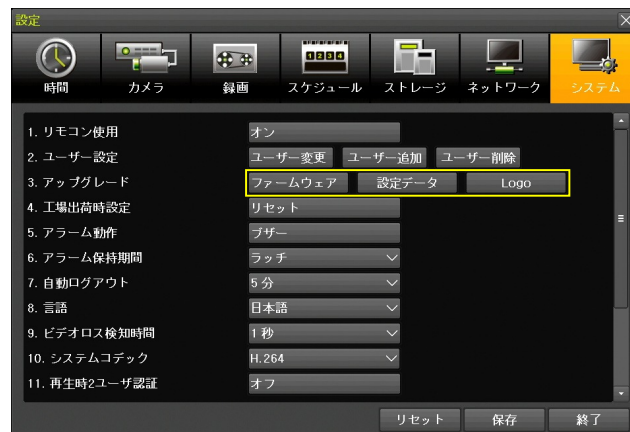 設定
1 2 3 4
時間 カメラ 録画 スケジュール ストレージ ネットワーク システム
1. リモコン使用 オン
2. ユーザー設定 ユーザー変更 ユーザー追加 ユーザー削除
3. アップグレード ファームウェア 設定データ Logo
4. 工場出荷時設定 リセット
5. アラーム動作 ブザー
6. アラーム保持期間 ラッチ
7. 自動ログアウト 5 分
8. 言語 日本語
9. ビデオロス検知時間 1 秒
10. システムコデック H.264
11. 再生時2ユーザ認証 オフ
リセット 保存 終了